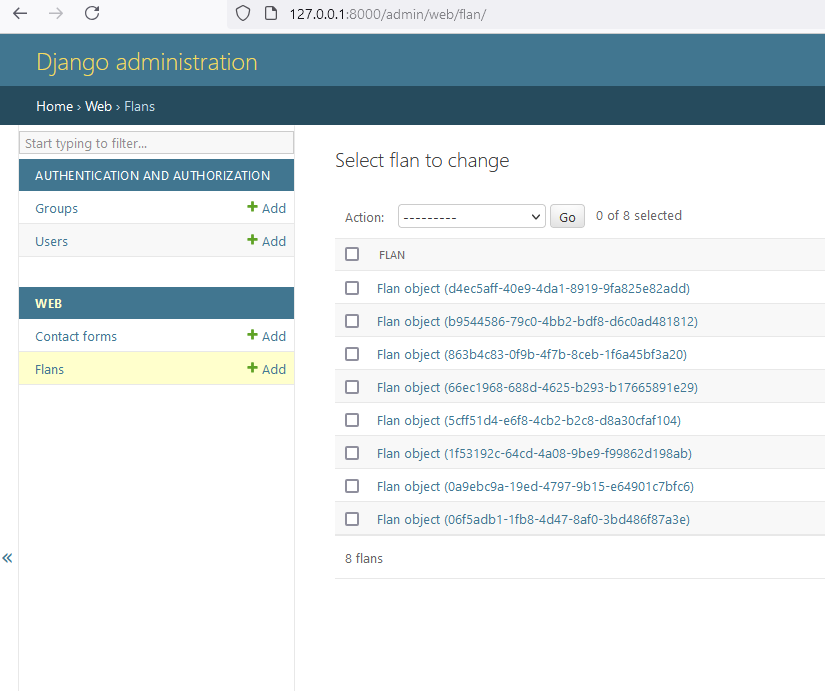 127.0.0.1:8000/admin/web/flan/
Django administration
Home › Web › Flans
Start typing to filter...
AUTHENTICATION AND AUTHORIZATION
Groups + Add
Users + Add
WEB
Contact forms + Add
Flans + Add
«
Select flan to change
Action: --------- Go 0 of 8 selected
FLAN
Flan object (d4ec5aff-40e9-4da1-8919-9fa825e82add)
Flan object (b9544586-79c0-4bb2-bdf8-d6c0ad481812)
Flan object (863b4c83-0f9b-4f7b-8ceb-1f6a45bf3a20)
Flan object (66ec1968-688d-4625-b293-b17665891e29)
Flan object (5cff51d4-e6f8-4cb2-b2c8-d8a30cfaf104)
Flan object (1f53192c-64cd-4a08-9be9-f99862d198ab)
Flan object (0a9ebc9a-19ed-4797-9b15-e64901c7bfc6)
Flan object (06f5adb1-1fb8-4d47-8af0-3bd486f87a3e)
8 flans